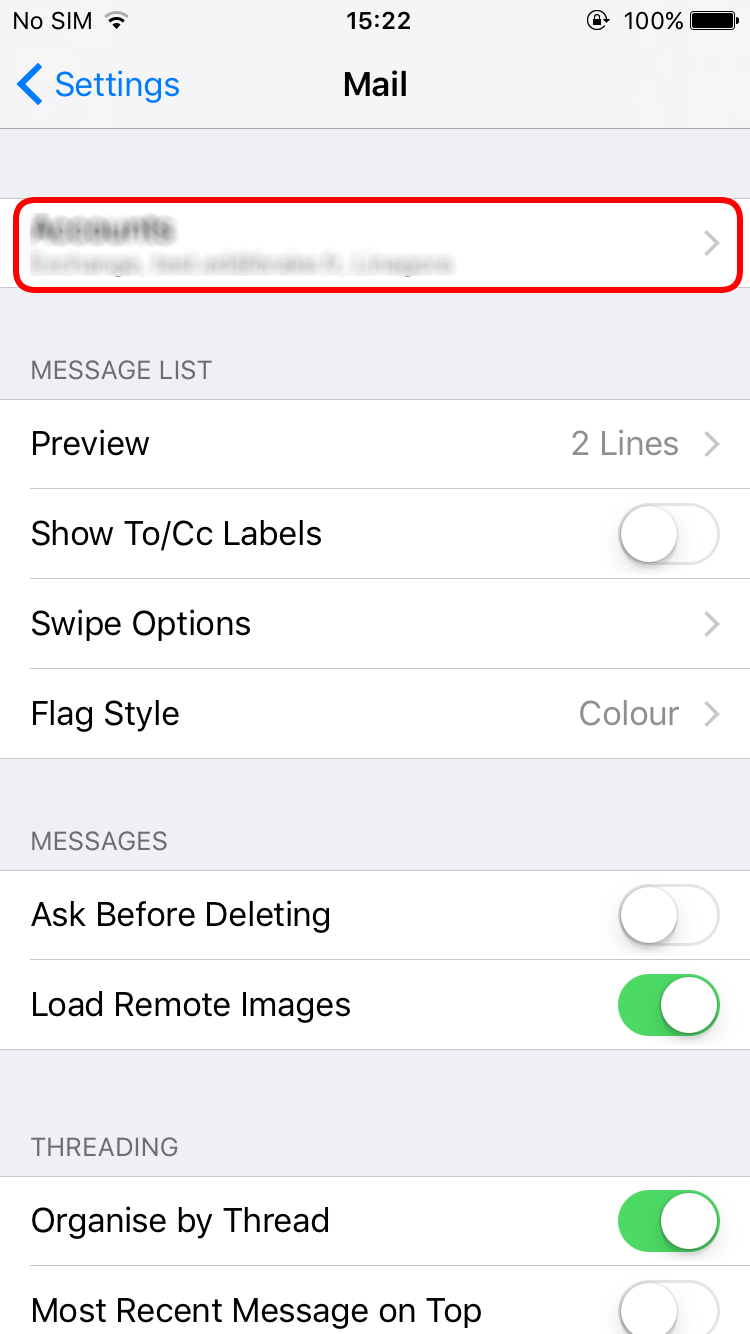 No SIM 15:22 100%
Settings Mail
Accounts
MESSAGE LIST
Preview 2 Lines
Show To/Cc Labels
Swipe Options
Flag Style Colour
MESSAGES
Ask Before Deleting
Load Remote Images
THREADING
Organise by Thread
Most Recent Message on Top